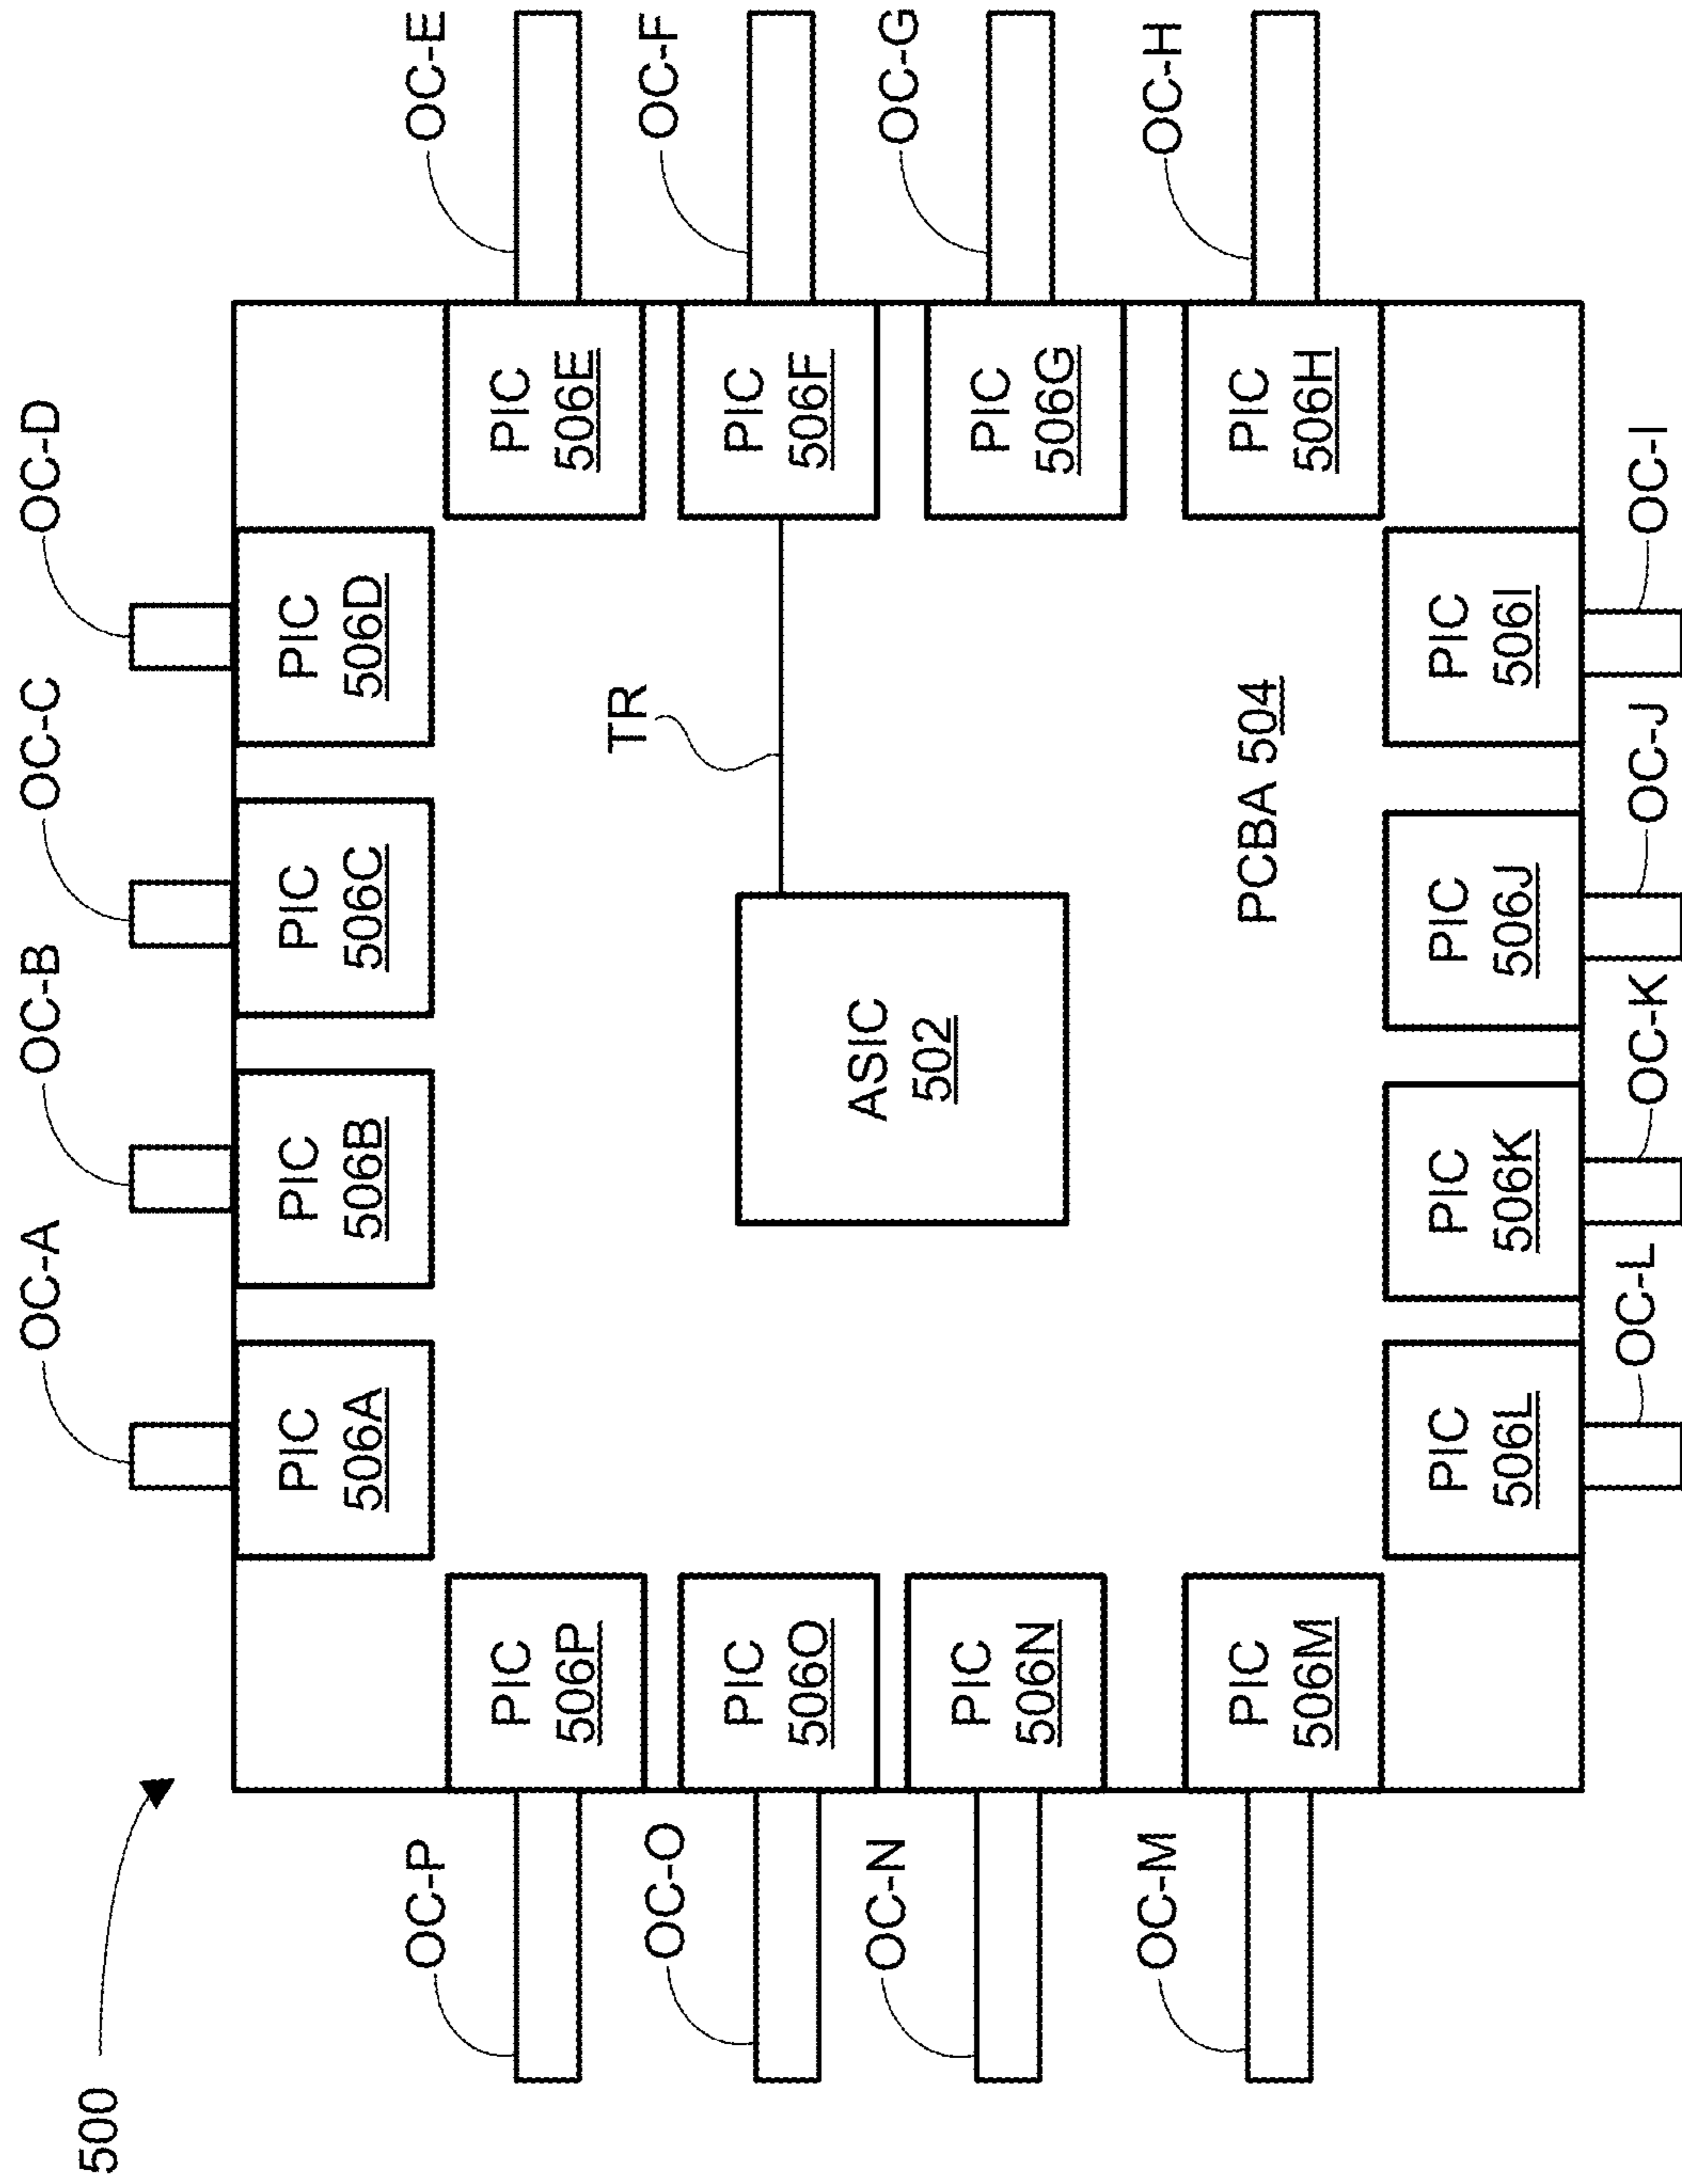 500
OC-A
OC-B
OC-C
OC-D
OC-E
OC-F
OC-G
OC-H
OC-I
OC-J
OC-K
OC-L
OC-M
OC-N
OC-O
OC-P
PIC
506A
PIC
506B
PIC
506C
PIC
506D
PIC
506E
PIC
506F
PIC
506G
PIC
506H
PIC
506I
PIC
506J
PIC
506K
PIC
506L
PIC
506M
PIC
506N
PIC
506O
PIC
506P
TR
ASIC
502
PCBA 504